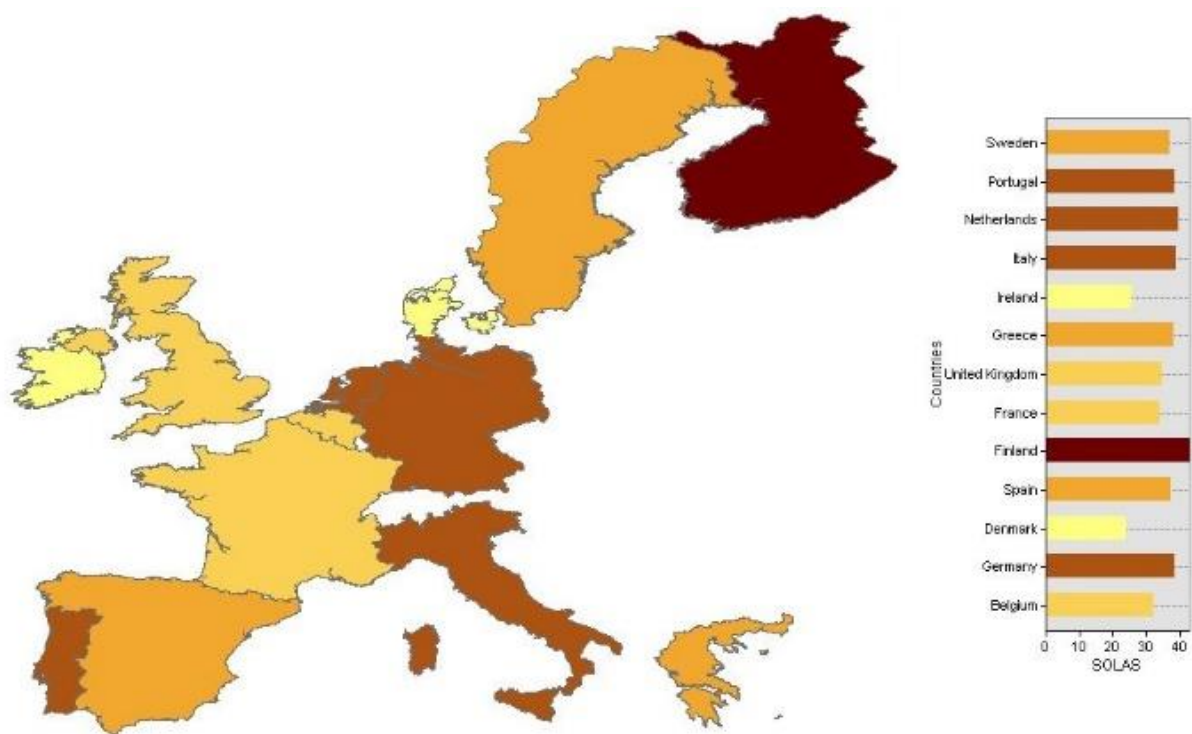 Sweden
Portugal
Netherlands
Italy
Ireland
Greece
United Kingdom
France
Finland
Spain
Denmark
Germany
Belgium
Countries
0 10 20 30 40
SOLAS